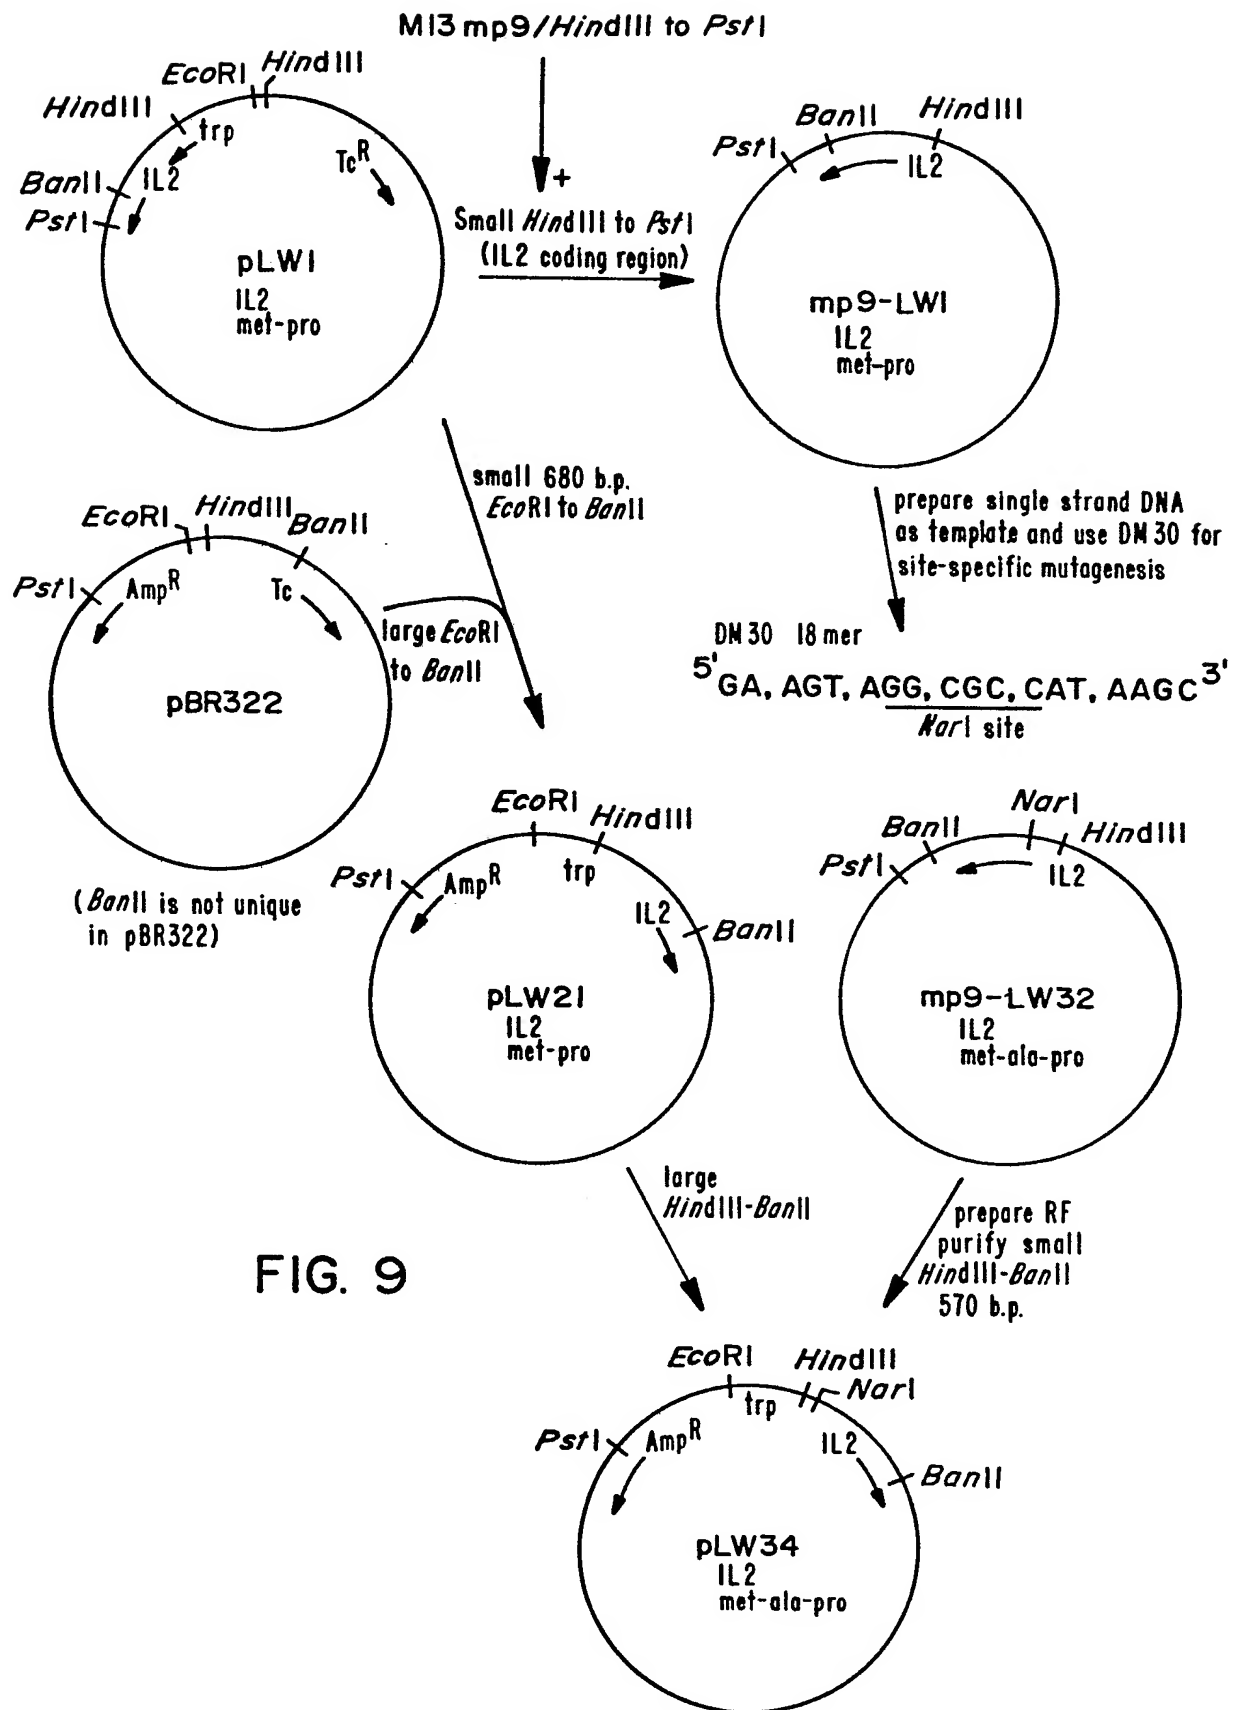 M13 mp9/HindIII to PstI
EcoRI
HindIII
HindIII
trp
TcR
BanII
IL2
PstI
pLW1
IL2
met-pro
+
Small HindIII to PstI
(IL2 coding region)
BanII
HindIII
PstI
IL2
mp9-LW1
IL2
met-pro
small 680 b.p.
EcoRI to BanII
prepare single strand DNA
as template and use DM30 for
site-specific mutagenesis
EcoRI
HindIII
BanII
PstI
AmpR
Tc
pBR322
large EcoRI
to BanII
(BanII is not unique
in pBR322)
DM30 18mer
5' GA, AGT, AGG, CGC, CAT, AAGC 3'
NarI site
EcoRI
HindIII
PstI
AmpR
trp
IL2
BanII
pLW21
IL2
met-pro
NarI
BanII
HindIII
PstI
IL2
mp9-LW32
IL2
met-ala-pro
large
HindIII-BanII
prepare RF
purify small
HindIII-BanII
570 b.p.
FIG. 9
EcoRI
HindIII
NarI
trp
PstI
AmpR
IL2
BanII
pLW34
IL2
met-ala-pro